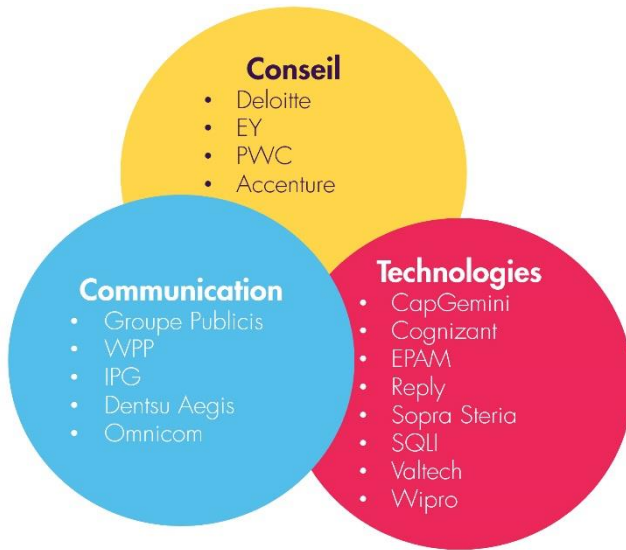 Conseil
• Deloitte
• EY
• PWC
• Accenture
Communication
• Groupe Publicis
• WPP
• IPG
• Dentsu Aegis
• Omnicom
Technologies
• CapGemini
• Cognizant
• EPAM
• Reply
• Sopra Steria
• SQLI
• Valtech
• Wipro